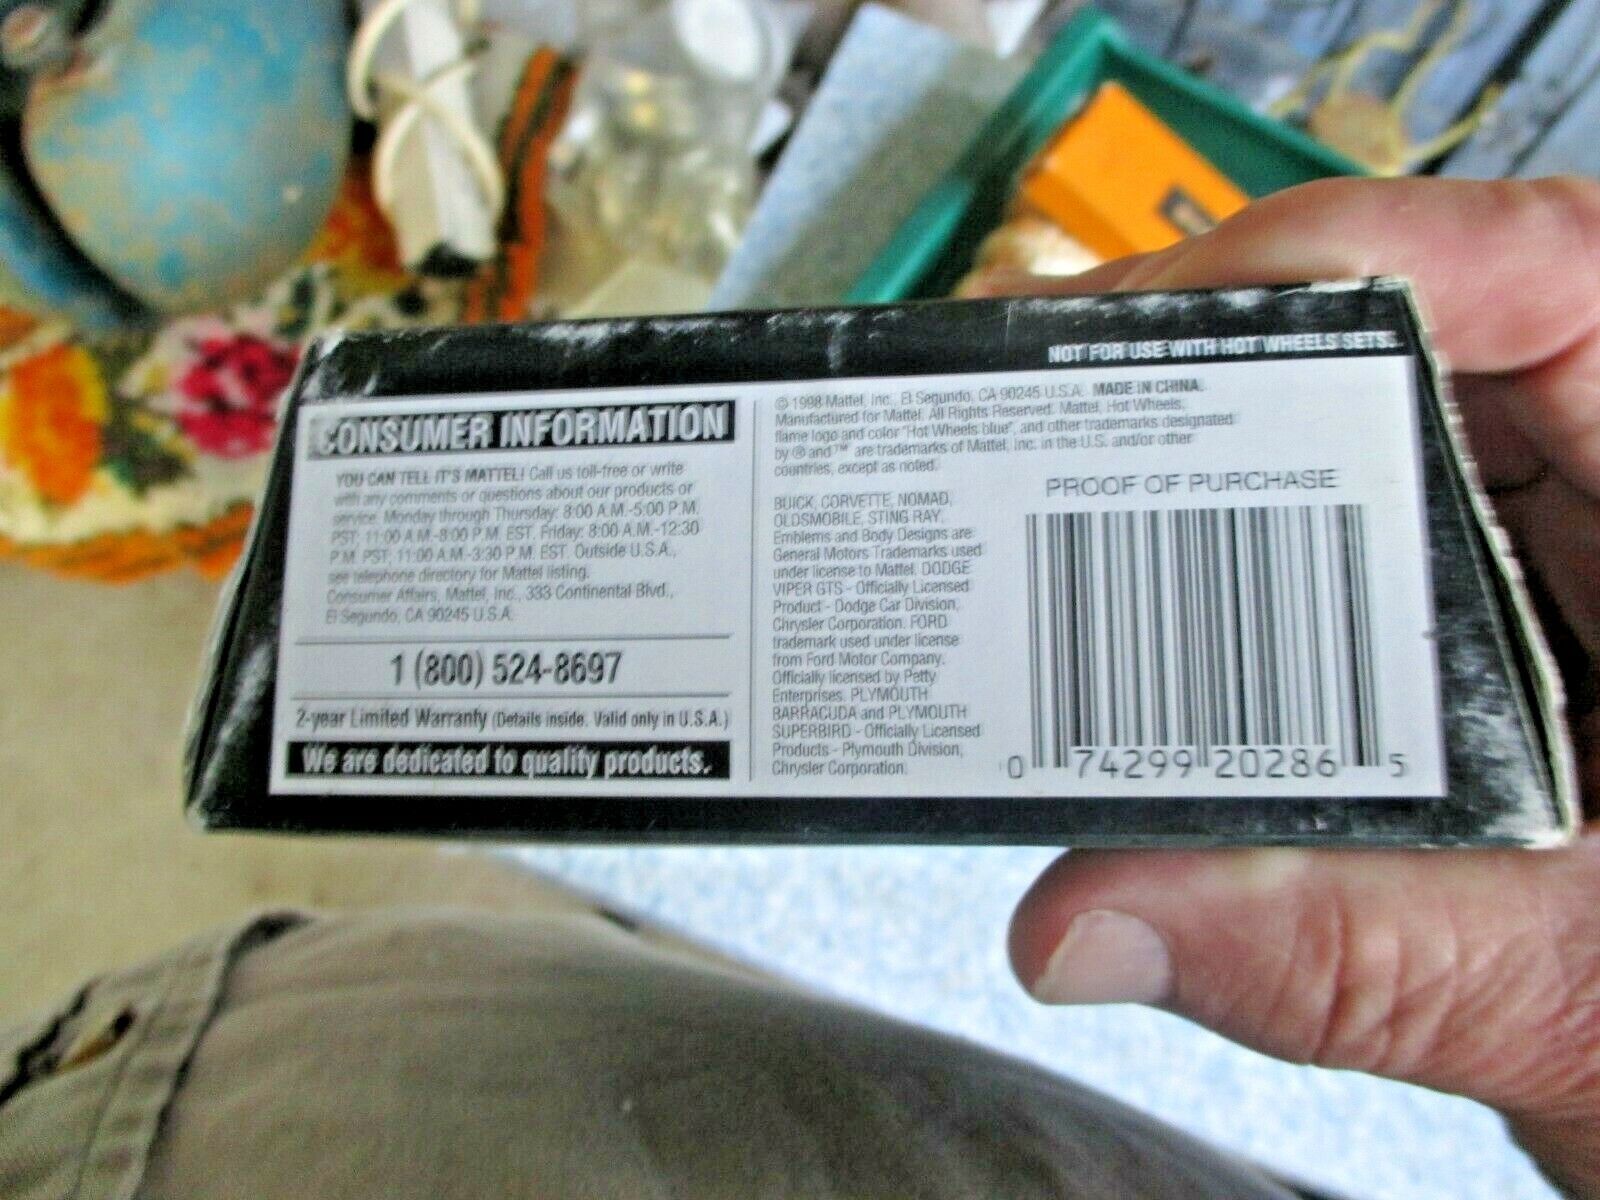 NOT FOR USE WITH HOT WHEELS SETS.
CONSUMER INFORMATION
YOU CAN TELL IT'S MATTEL! Call us toll-free or write
with any comments or questions about our products or
service. Monday through Thursday: 8:00 A.M.-5:00 P.M.
PST; 11:00 A.M.-8:00 P.M. EST. Friday: 8:00 A.M.-12:30
P.M. PST; 11:00 A.M.-3:30 P.M. EST. Outside U.S.A.,
see telephone directory for Mattel listing.
Consumer Affairs, Mattel, Inc., 333 Continental Blvd.,
El Segundo, CA 90245 U.S.A.
1 (800) 524-8697
2-year Limited Warranty (Details inside. Valid only in U.S.A.)
We are dedicated to quality products.
© 1998 Mattel, Inc., El Segundo, CA 90245 U.S.A. MADE IN CHINA.
Manufactured for Mattel. All Rights Reserved. Mattel, Hot Wheels,
flame logo and color "Hot Wheels blue", and other trademarks designated
by ® and ™ are trademarks of Mattel, Inc. in the U.S. and/or other
countries, except as noted.
BUICK, CORVETTE, NOMAD,
OLDSMOBILE, STING RAY,
Emblems and Body Designs are
General Motors Trademarks used
under license to Mattel. DODGE
VIPER GTS - Officially Licensed
Product - Dodge Car Division,
Chrysler Corporation. FORD
trademark used under license
from Ford Motor Company.
Officially licensed by Petty
Enterprises. PLYMOUTH
BARRACUDA and PLYMOUTH
SUPERBIRD - Officially Licensed
Products - Plymouth Division,
Chrysler Corporation.
PROOF OF PURCHASE
0 74299 20286 5